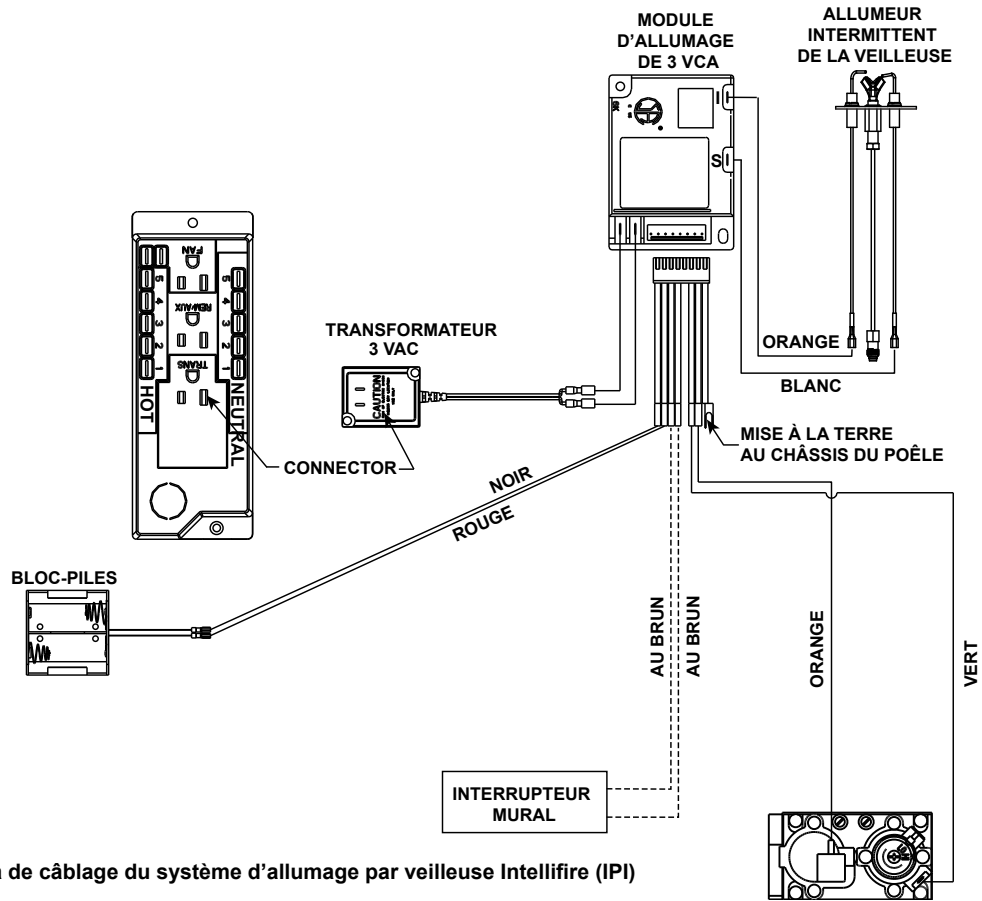 MODULE
D'ALLUMAGE
DE 3 VCA
ALLUMEUR
INTERMITTENT
DE LA VEILLEUSE
I
S
FAN
REM/AUX
TRANS
5
4
3
2
1
5
4
3
2
1
HOT
NEUTRAL
TRANSFORMATEUR
3 VAC
CAUTION
CONNECTOR
ORANGE
BLANC
MISE À LA TERRE
AU CHÂSSIS DU POÊLE
NOIR
ROUGE
BLOC-PILES
AU BRUN
AU BRUN
ORANGE
VERT
INTERRUPTEUR
MURAL
de câblage du système d'allumage par veilleuse Intellifire (IPI)